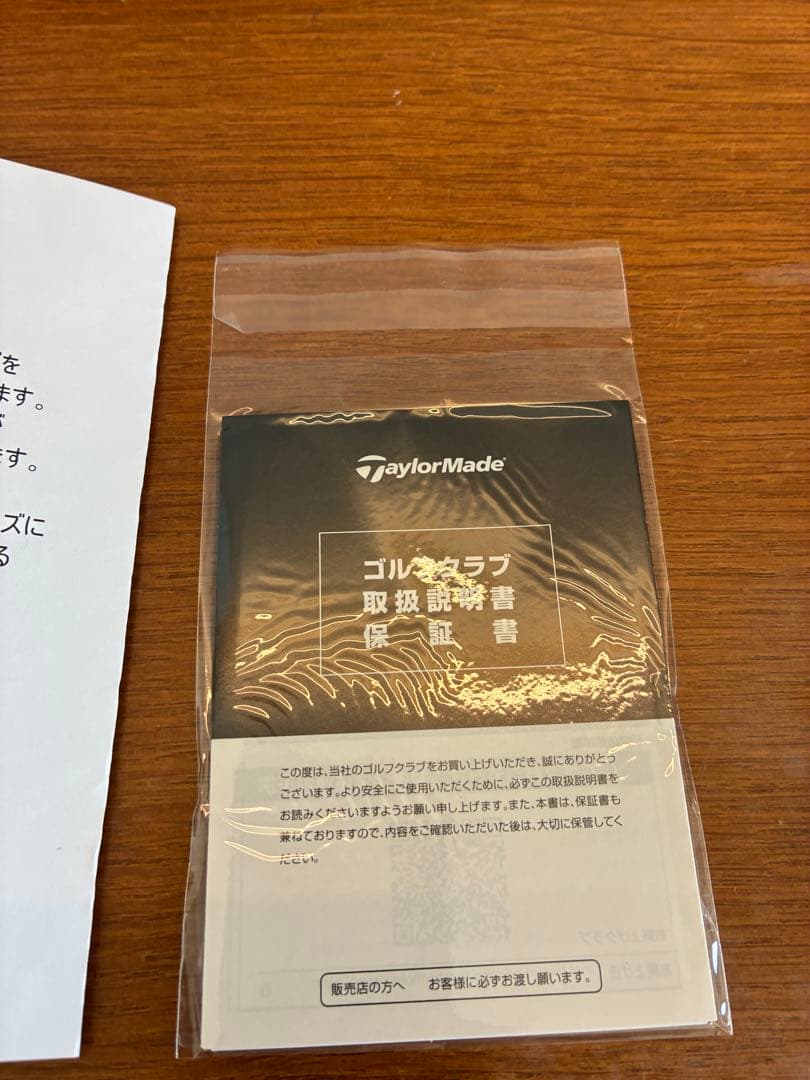 を
ます。
が
ます。
ズに
る
TaylorMade
ゴルフクラブ
取扱説明書
保証書
この度は、当社のゴルフクラブをお買い上げいただき、誠にありがとう
ございます。より安全にご使用いただくために、必ずこの取扱説明書を
お読みくださいますようお願い申し上げます。また、本書は、保証書も
兼ねておりますので、内容をご確認いただいた後は、大切に保管してく
ださい。
販売店の方へ お客様に必ずお渡し願います。